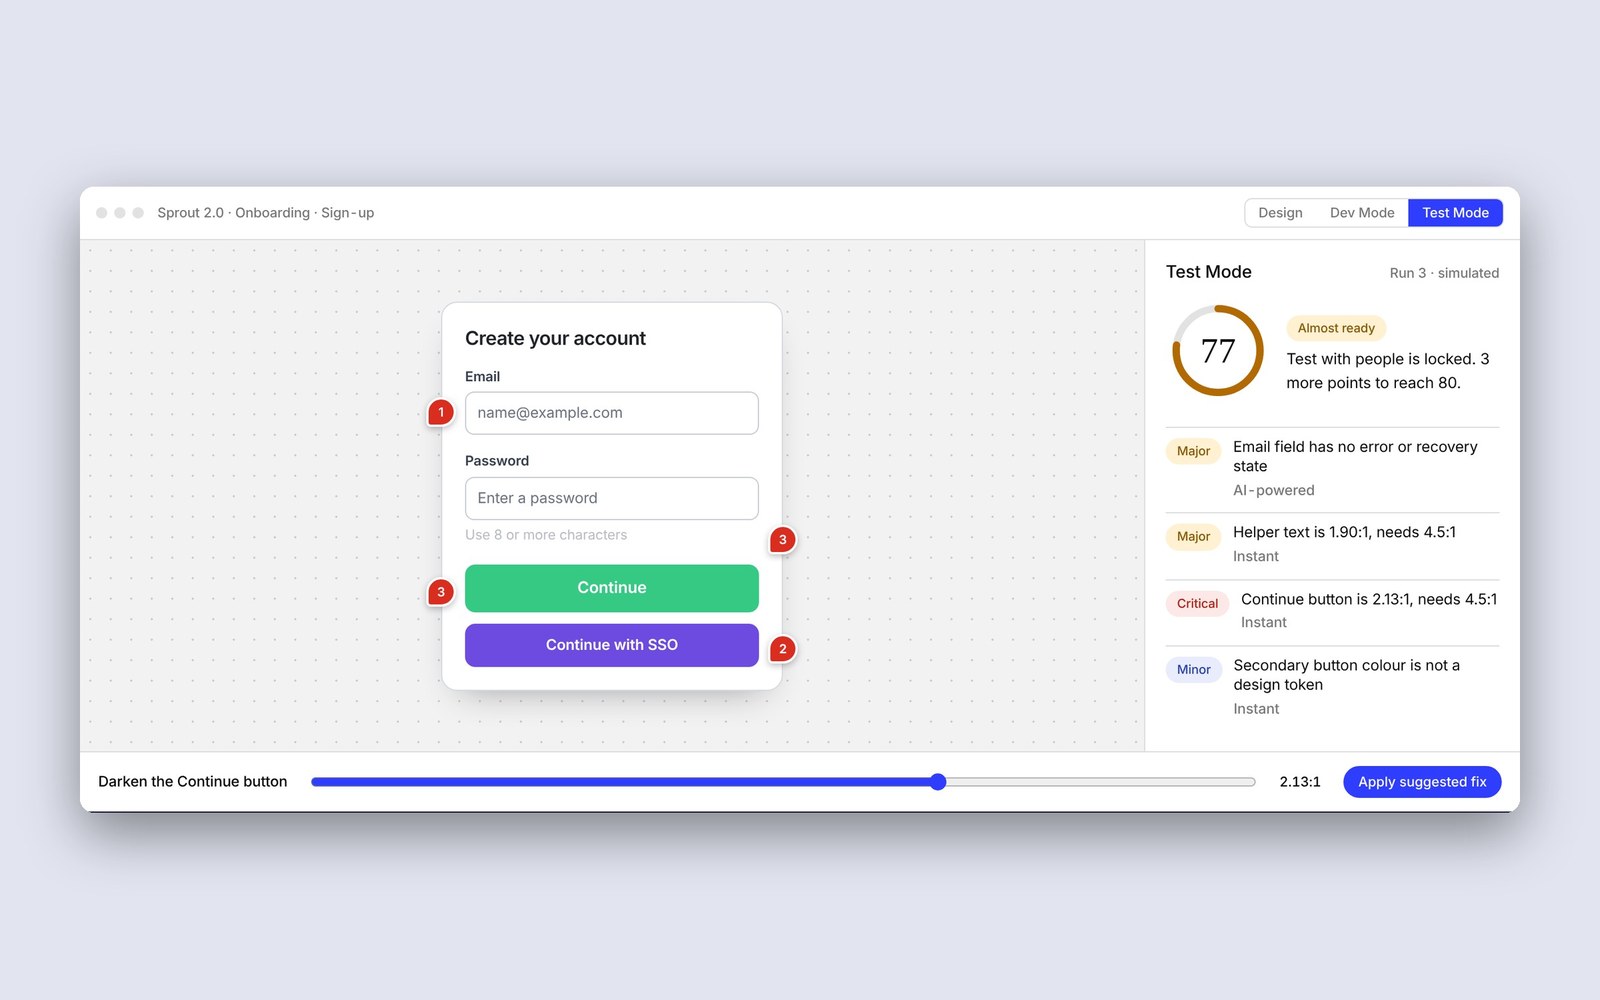 Sprout 2.0 · Onboarding · Sign-up
Design
Dev Mode
Test Mode
Create your account
Email
1
name@example.com
Password
Enter a password
Use 8 or more characters
3
3
Continue
Continue with SSO
2
Test Mode
Run 3 · simulated
77
Almost ready
Test with people is locked. 3
more points to reach 80.
Major
Email field has no error or recovery
state
AI-powered
Major
Helper text is 1.90:1, needs 4.5:1
Instant
Critical
Continue button is 2.13:1, needs 4.5:1
Instant
Minor
Secondary button colour is not a
design token
Instant
Darken the Continue button
2.13:1
Apply suggested fix